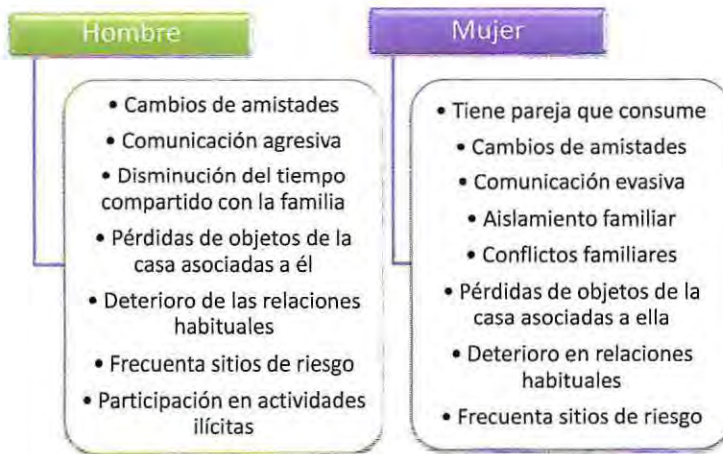 Hombre
• Cambios de amistades
• Comunicación agresiva
• Disminución del tiempo
compartido con la familia
• Pérdidas de objetos de la
casa asociadas a él
• Deterioro de las relaciones
habituales
• Frecuenta sitios de riesgo
• Participación en actividades
ilícitas
Mujer
• Tiene pareja que consume
• Cambios de amistades
• Comunicación evasiva
• Aislamiento familiar
• Conflictos familiares
• Pérdidas de objetos de la
casa asociadas a ella
• Deterioro en relaciones
habituales
• Frecuenta sitios de riesgo